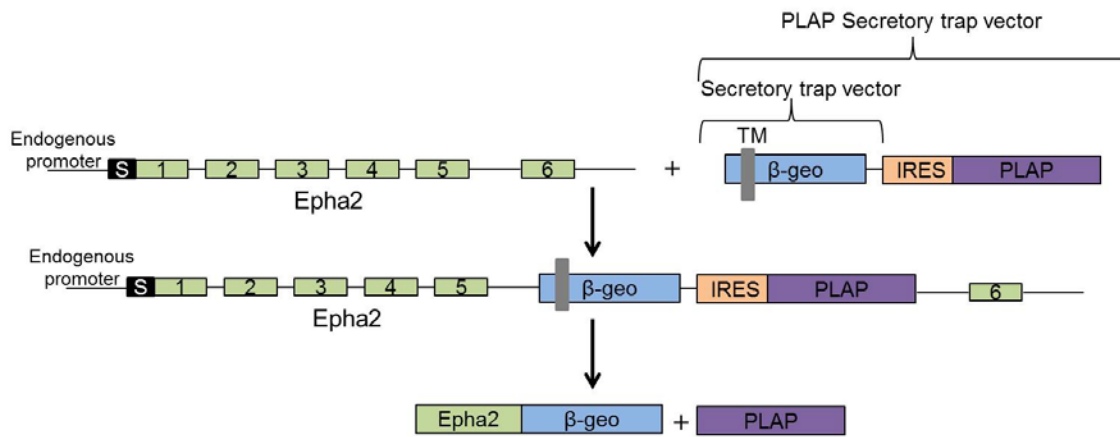 PLAP Secretory trap vector
Secretory trap vector
Endogenous
promoter
TM
S 1 2 3 4 5 6 + β-geo IRES PLAP
Epha2
Endogenous
promoter
S 1 2 3 4 5 β-geo IRES PLAP 6
Epha2
Epha2 β-geo + PLAP